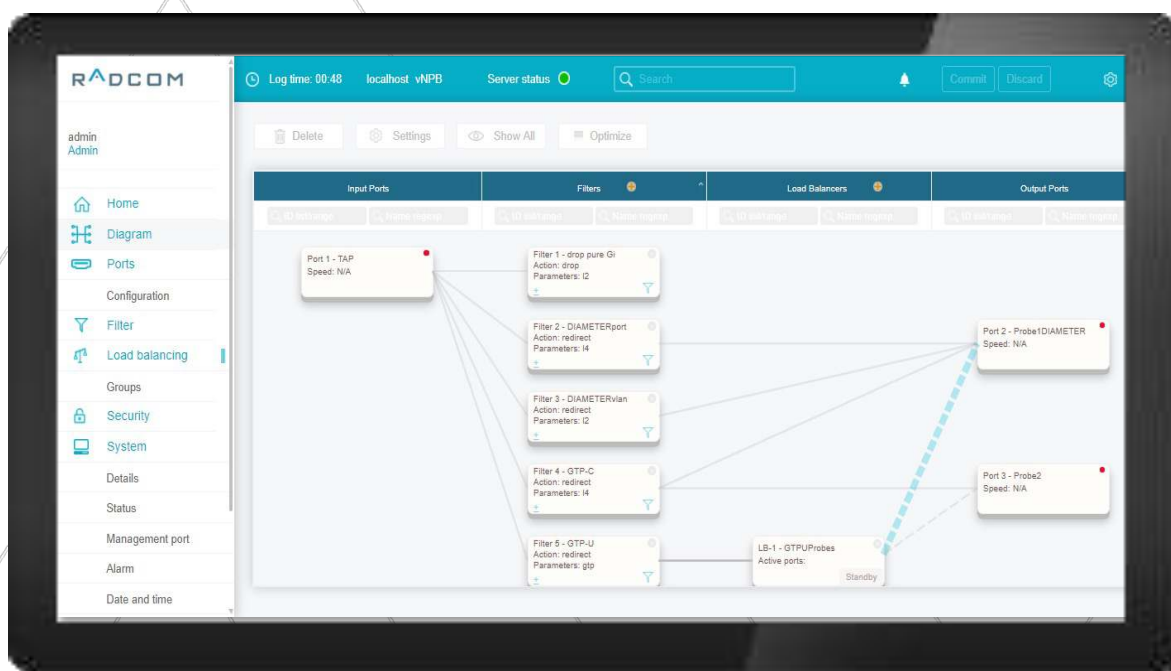 RADCOM
Log time: 00:48 localhost vNPB Server status Search Commit Discard
admin
Admin
Home
Diagram
Ports
Configuration
Filter
Load balancing
Groups
Security
System
Details
Status
Management port
Alarm
Date and time
Delete Settings Show All Optimize
Input Ports Filters Load Balancers Output Ports
Port 1 - TAP
Speed: N/A
Filter 1 - drop pure Gi
Action: drop
Parameters: l2
Filter 2 - DIAMETERport
Action: redirect
Parameters: l4
Filter 3 - DIAMETERvlan
Action: redirect
Parameters: l2
Filter 4 - GTP-C
Action: redirect
Parameters: l4
Filter 5 - GTP-U
Action: redirect
Parameters: gtp
LB-1 - GTPUProbes
Active ports:
Standby
Port 2 - Probe1DIAMETER
Speed: N/A
Port 3 - Probe2
Speed: N/A